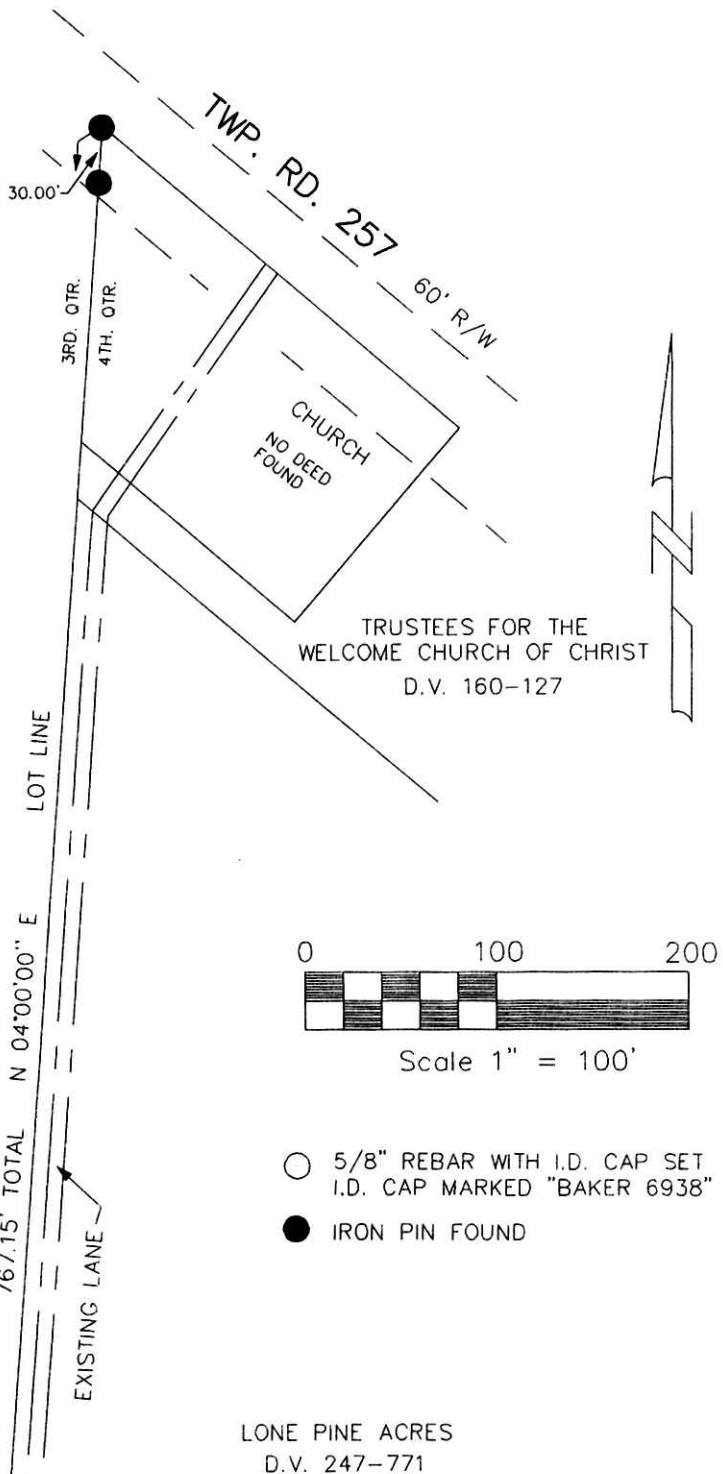 TWP. RD. 257 60' R/W
30.00'
3RD. QTR.
4TH. QTR.
CHURCH
NO DEED
FOUND
TRUSTEES FOR THE
WELCOME CHURCH OF CHRIST
D.V. 160-127
N
LOT LINE
767.15' TOTAL N 04°00'00" E
0 100 200
Scale 1" = 100'
5/8" REBAR WITH I.D. CAP SET
I.D. CAP MARKED "BAKER 6938"
IRON PIN FOUND
EXISTING LANE
LONE PINE ACRES
D.V. 247-771